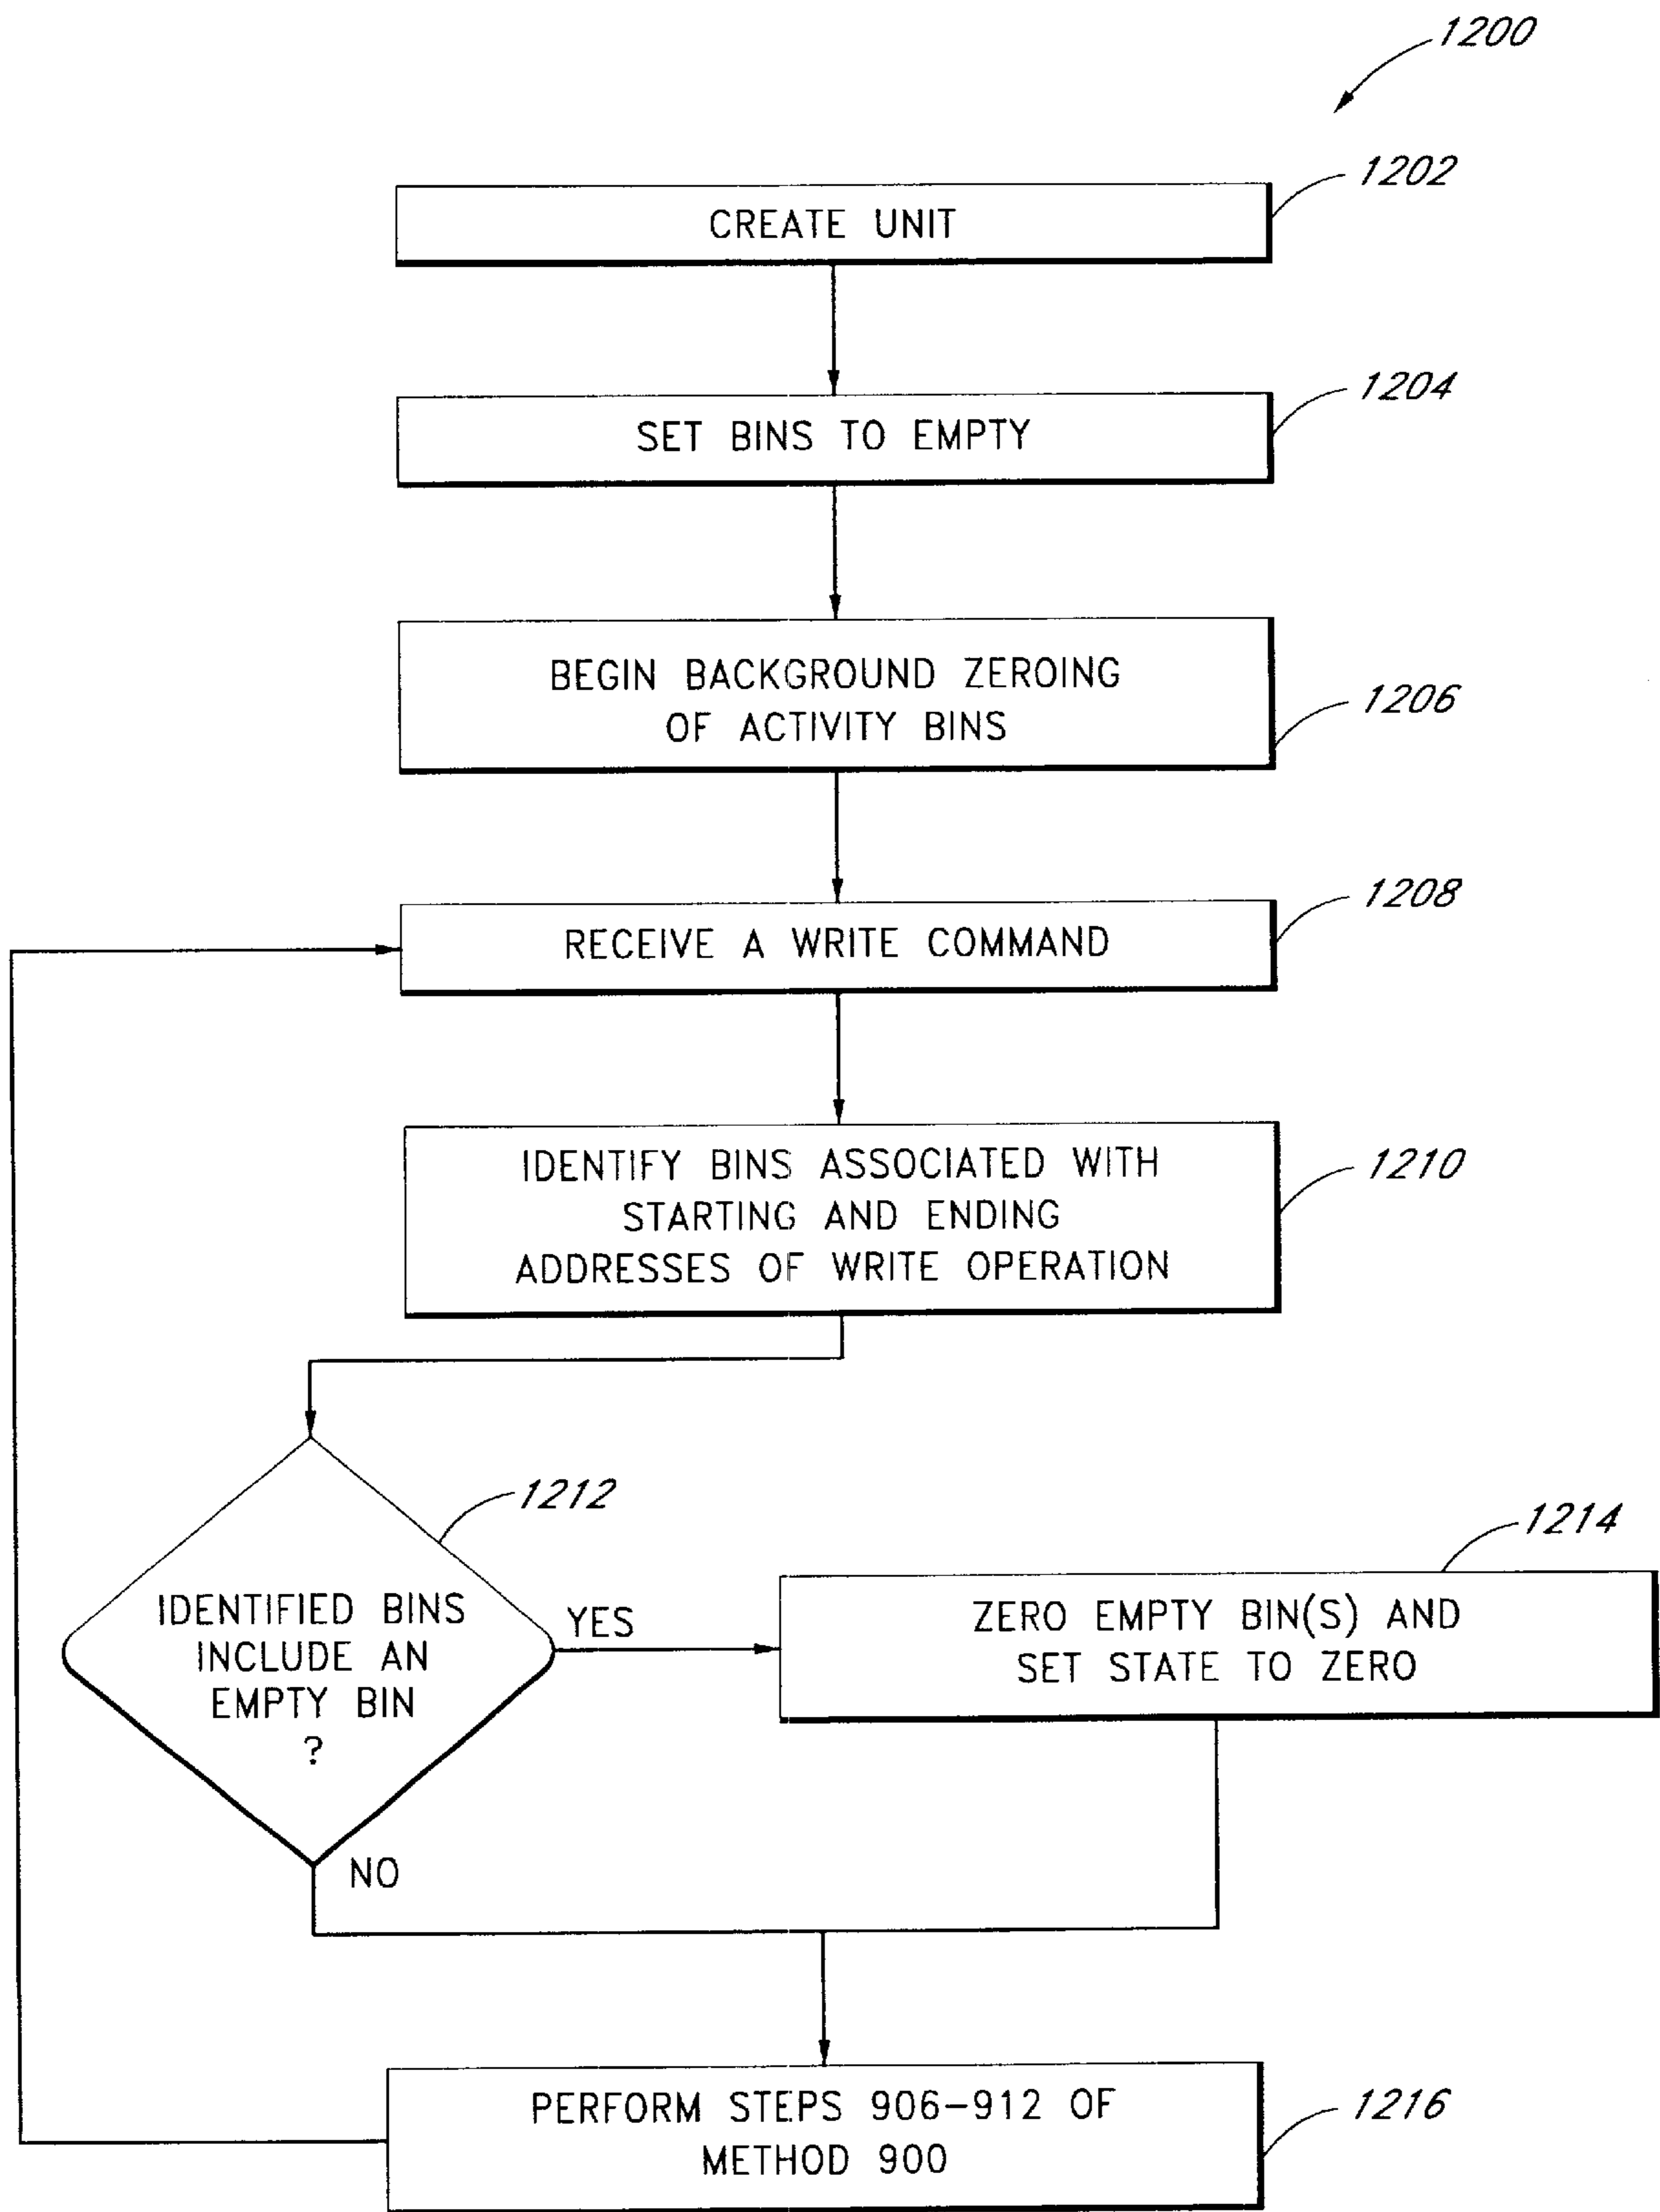 1200
1202
CREATE UNIT
1204
SET BINS TO EMPTY
BEGIN BACKGROUND ZEROING
OF ACTIVITY BINS
1206
1208
RECEIVE A WRITE COMMAND
IDENTIFY BINS ASSOCIATED WITH
STARTING AND ENDING
ADDRESSES OF WRITE OPERATION
1210
1212
IDENTIFIED BINS
INCLUDE AN
EMPTY BIN
?
YES
NO
1214
ZERO EMPTY BIN(S) AND
SET STATE TO ZERO
PERFORM STEPS 906-912 OF
METHOD 900
1216